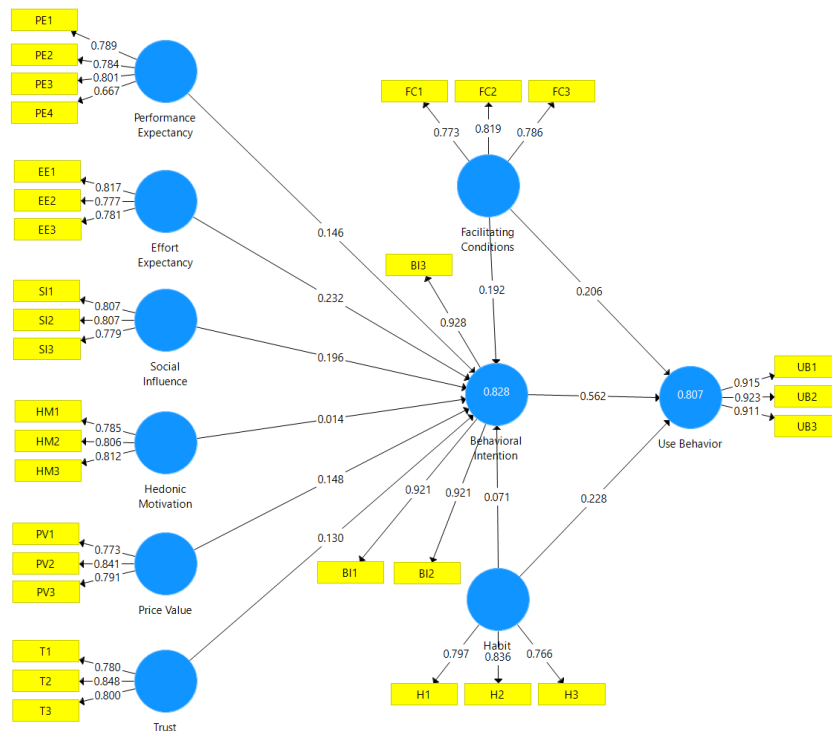 PE1
PE2
PE3
PE4
0.789
0.784
0.801
0.667
Performance
Expectancy
EE1
EE2
EE3
0.817
0.777
0.781
Effort
Expectancy
SI1
SI2
SI3
0.807
0.807
0.779
Social
Influence
HM1
HM2
HM3
0.785
0.806
0.812
Hedonic
Motivation
PV1
PV2
PV3
0.773
0.841
0.791
Price Value
T1
T2
T3
0.780
0.848
0.800
Trust
0.146
0.232
0.196
0.014
0.148
0.130
FC1
FC2
FC3
0.773
0.819
0.786
Facilitating
Conditions
0.192
0.206
BI3
0.928
0.828
Behavioral
Intention
0.921
0.921
BI1
BI2
0.562
0.071
0.228
0.807
Use Behavior
0.915
0.923
0.911
UB1
UB2
UB3
Habit
0.797
0.836
0.766
H1
H2
H3